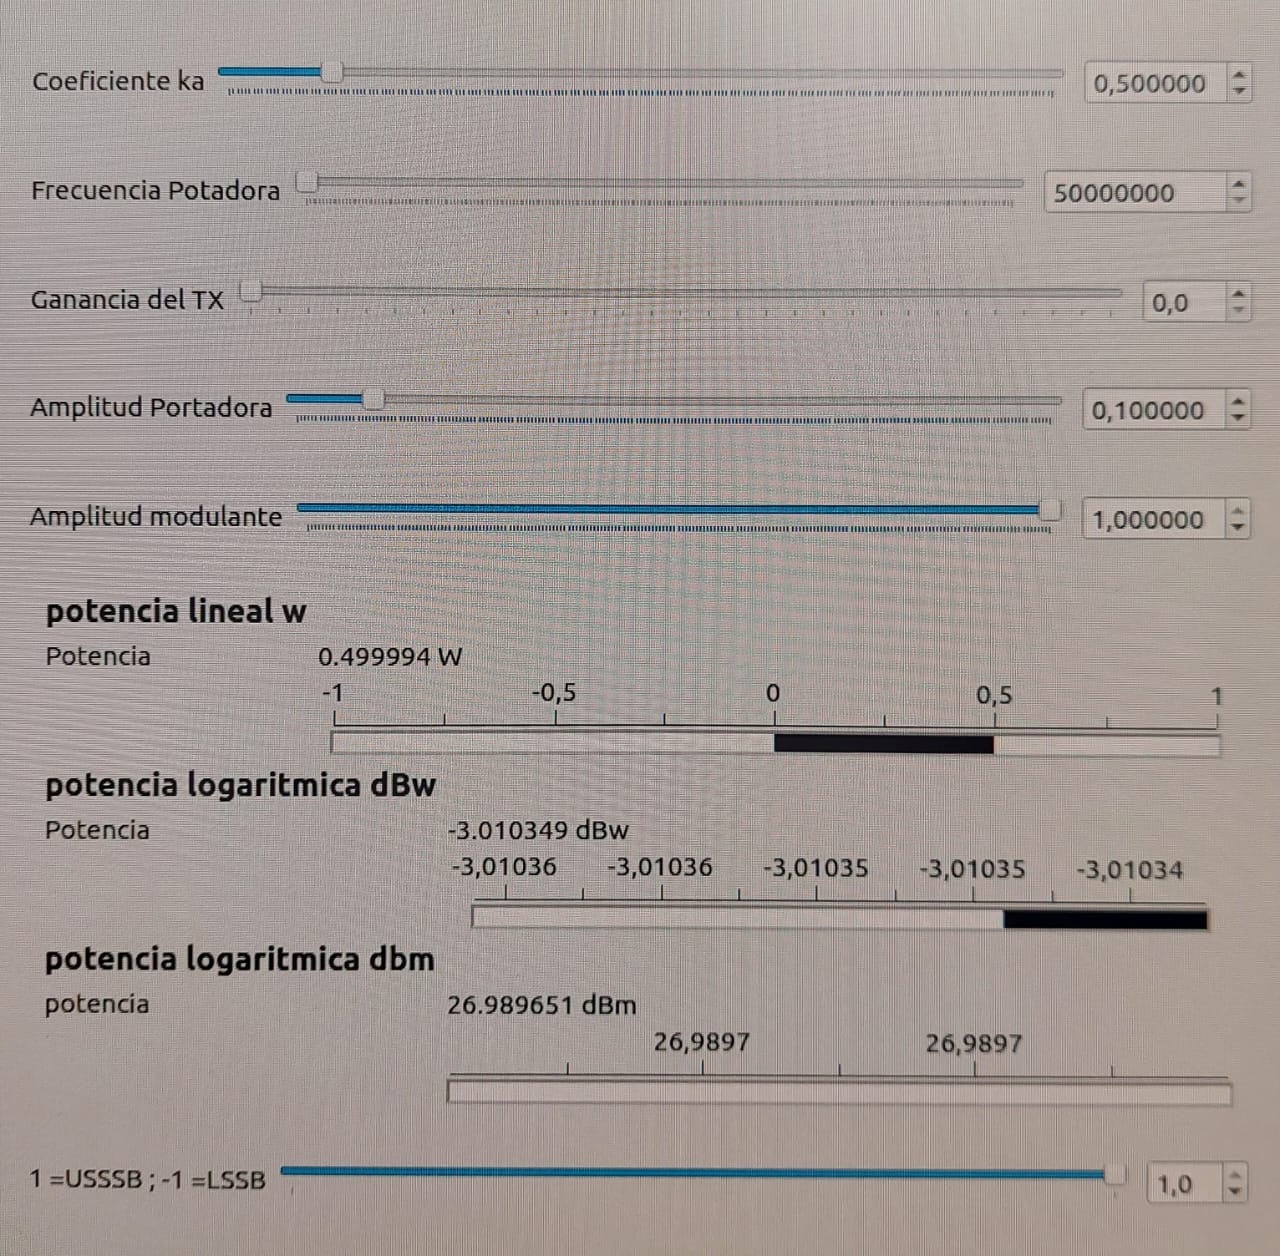 Coeficiente ka 0,500000
Frecuencia Potadora 50000000
Ganancia del TX 0,0
Amplitud Portadora 0,100000
Amplitud modulante 1,000000
potencia lineal w
Potencia 0.499994 W
-1 -0,5 0 0,5 1
potencia logaritmica dBw
Potencia -3.010349 dBw
-3,01036 -3,01036 -3,01035 -3,01035 -3,01034
potencia logaritmica dbm
potencia 26.989651 dBm
26,9897 26,9897
1 =USSSB ; -1 =LSSB 1,0